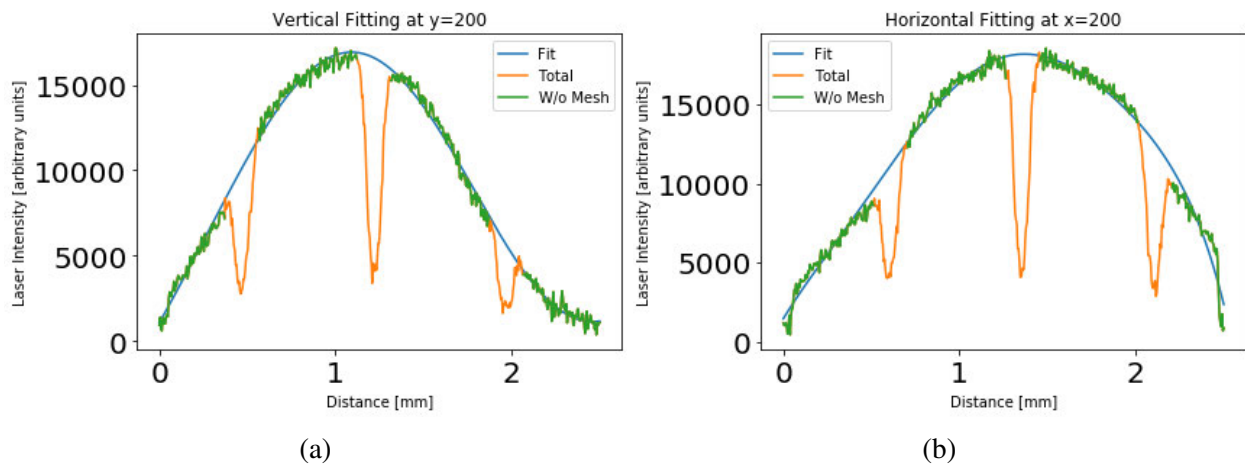 Vertical Fitting at y=200
Laser Intensity [arbitrary units]
15000
10000
5000
0
Fit
Total
W/o Mesh
0 1 2
Distance [mm]
(a)
Horizontal Fitting at x=200
Laser Intensity [arbitrary units]
15000
10000
5000
0
Fit
Total
W/o Mesh
0 1 2
Distance [mm]
(b)